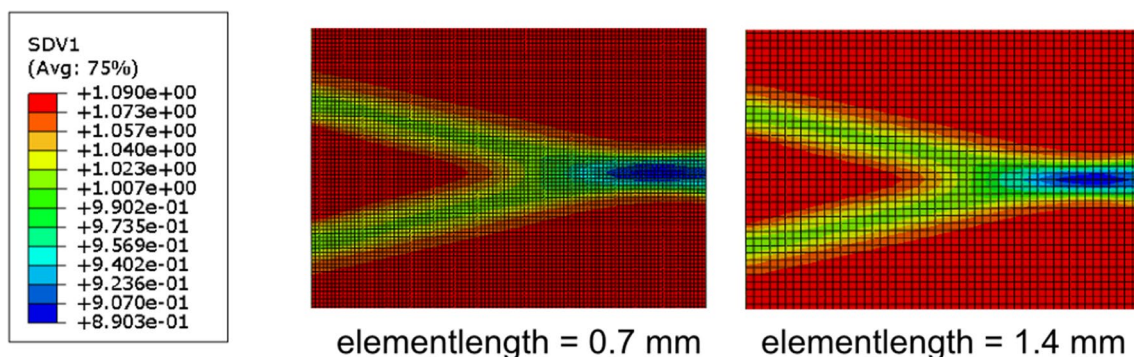 SDV1
(Avg: 75%)
+1.090e+00
+1.073e+00
+1.057e+00
+1.040e+00
+1.023e+00
+1.007e+00
+9.902e-01
+9.735e-01
+9.569e-01
+9.402e-01
+9.236e-01
+9.070e-01
+8.903e-01
elementlength = 0.7 mm
elementlength = 1.4 mm